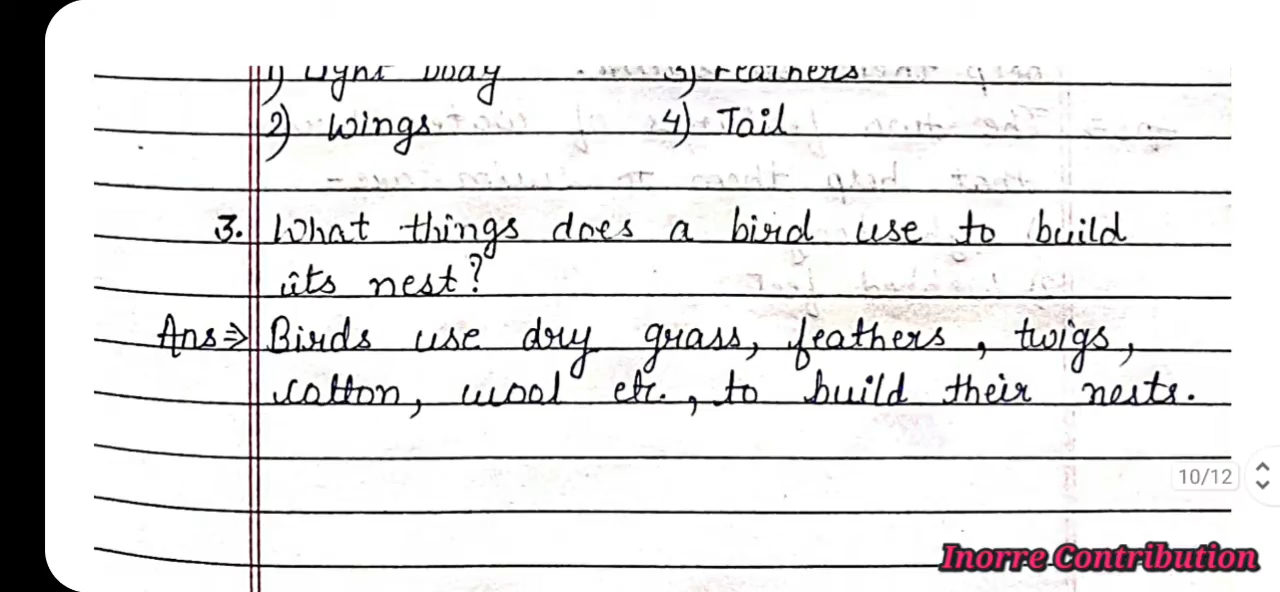 1) Light body 3) Feathers
2) Wings 4) Tail
3. What things does a bird use to build
its nest?
Ans⇒ Birds use dry grass, feathers, twigs,
cotton, wool etc., to build their nests.
10/12
Inorre Contribution